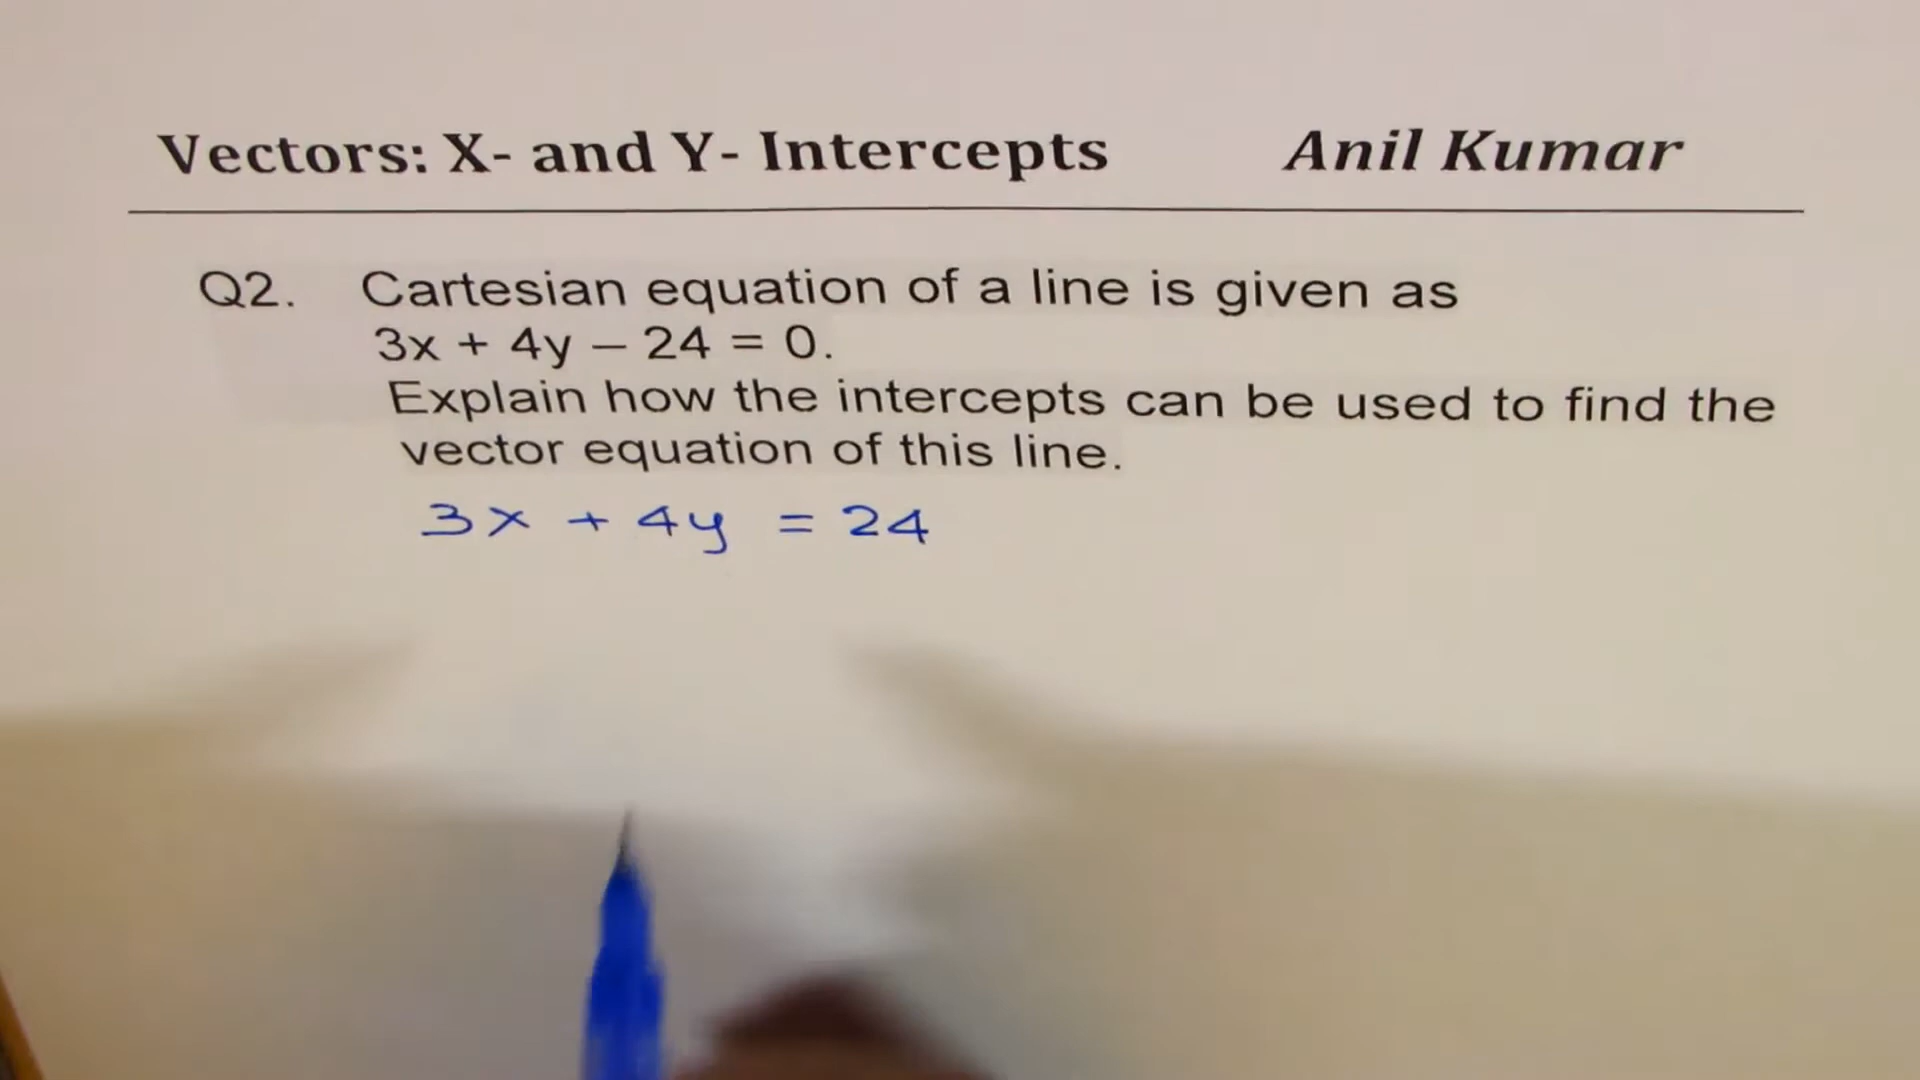 Vectors: X- and Y- Intercepts Anil Kumar
Q2. Cartesian equation of a line is given as
3x + 4y – 24 = 0.
Explain how the intercepts can be used to find the
vector equation of this line.
3x + 4y = 24